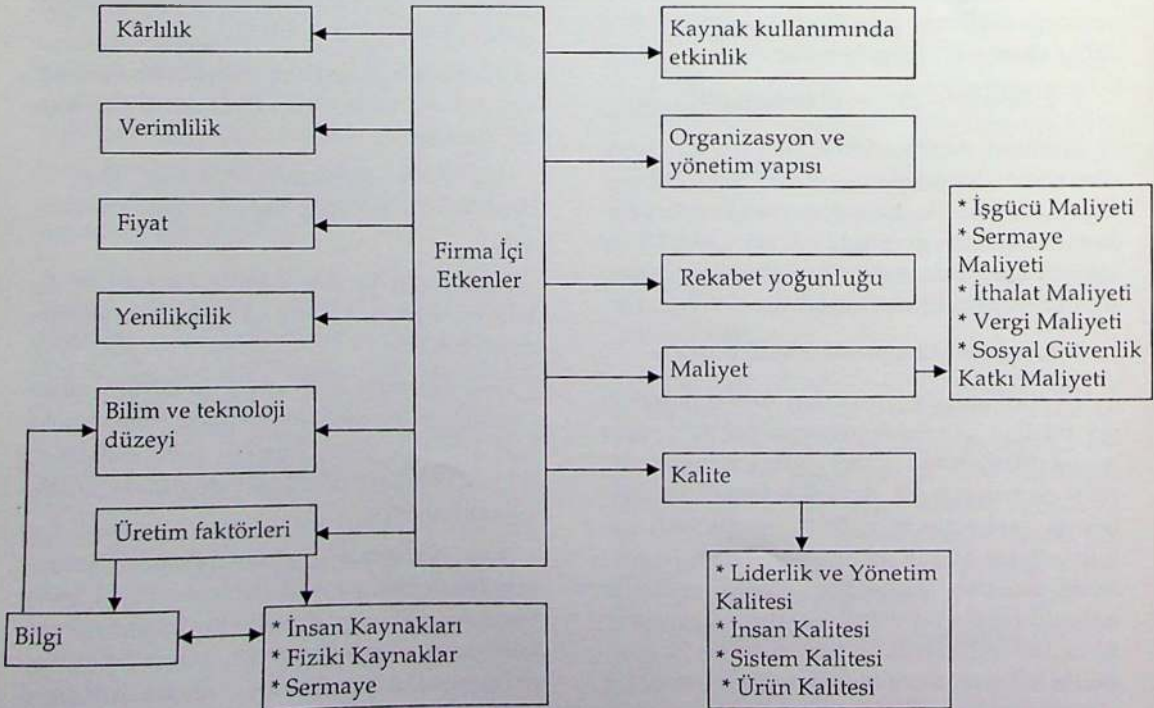 Kârlılık
Verimlilik
Fiyat
Yenilikçilik
Bilim ve teknoloji
düzeyi
Üretim faktörleri
Bilgi
* İnsan Kaynakları
* Fiziki Kaynaklar
* Sermaye
Firma İçi
Etkenler
Kaynak kullanımında
etkinlik
Organizasyon ve
yönetim yapısı
Rekabet yoğunluğu
Maliyet
* İşgücü Maliyeti
* Sermaye
Maliyeti
* İthalat Maliyeti
* Vergi Maliyeti
* Sosyal Güvenlik
Katkı Maliyeti
Kalite
* Liderlik ve Yönetim
Kalitesi
* İnsan Kalitesi
* Sistem Kalitesi
* Ürün Kalitesi